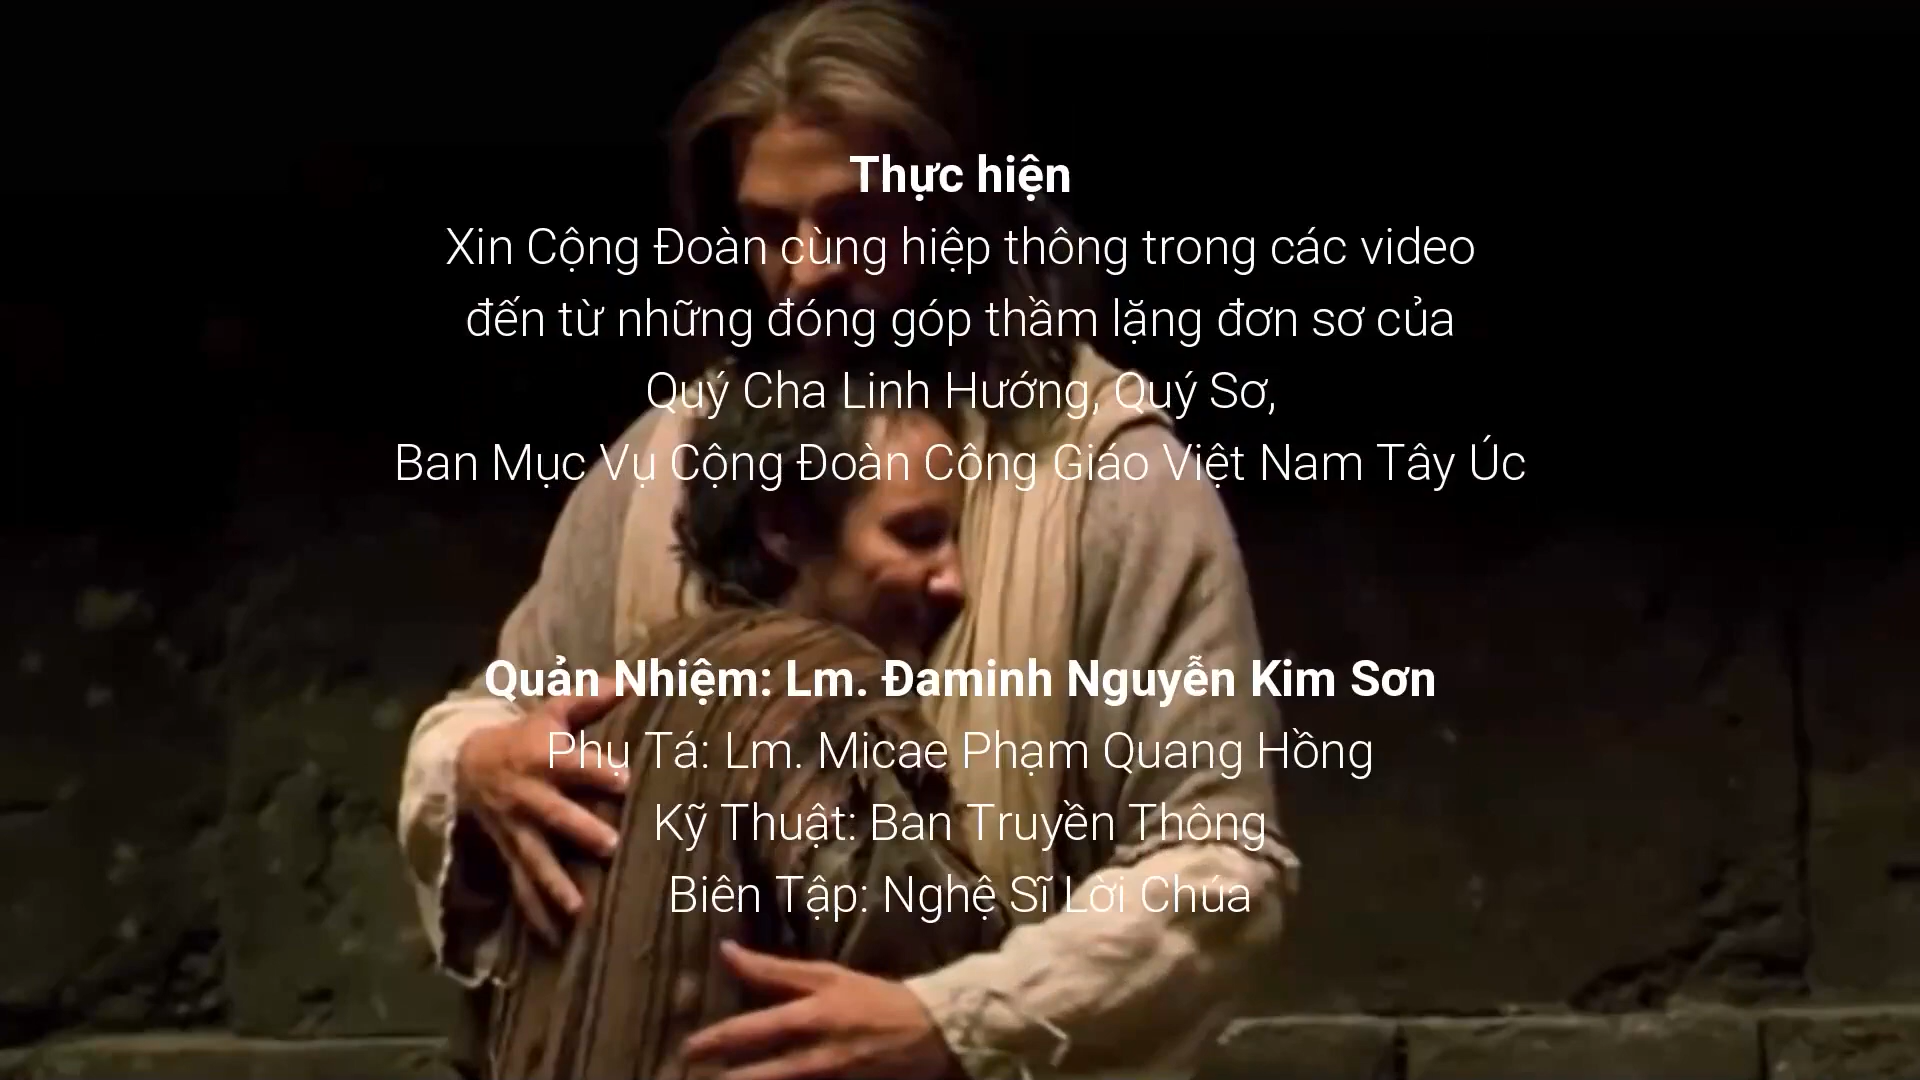 Thực hiện
Xin Cộng Đoàn cùng hiệp thông trong các video
đến từ những đóng góp thầm lặng đơn sơ của
Quý Cha Linh Hướng, Quý Sơ,
Ban Mục Vụ Cộng Đoàn Công Giáo Việt Nam Tây Úc
Quản Nhiệm: Lm. Đaminh Nguyễn Kim Sơn
Phụ Tá: Lm. Micae Phạm Quang Hồng
Kỹ Thuật: Ban Truyền Thông
Biên Tập: Nghệ Sĩ Lời Chúa